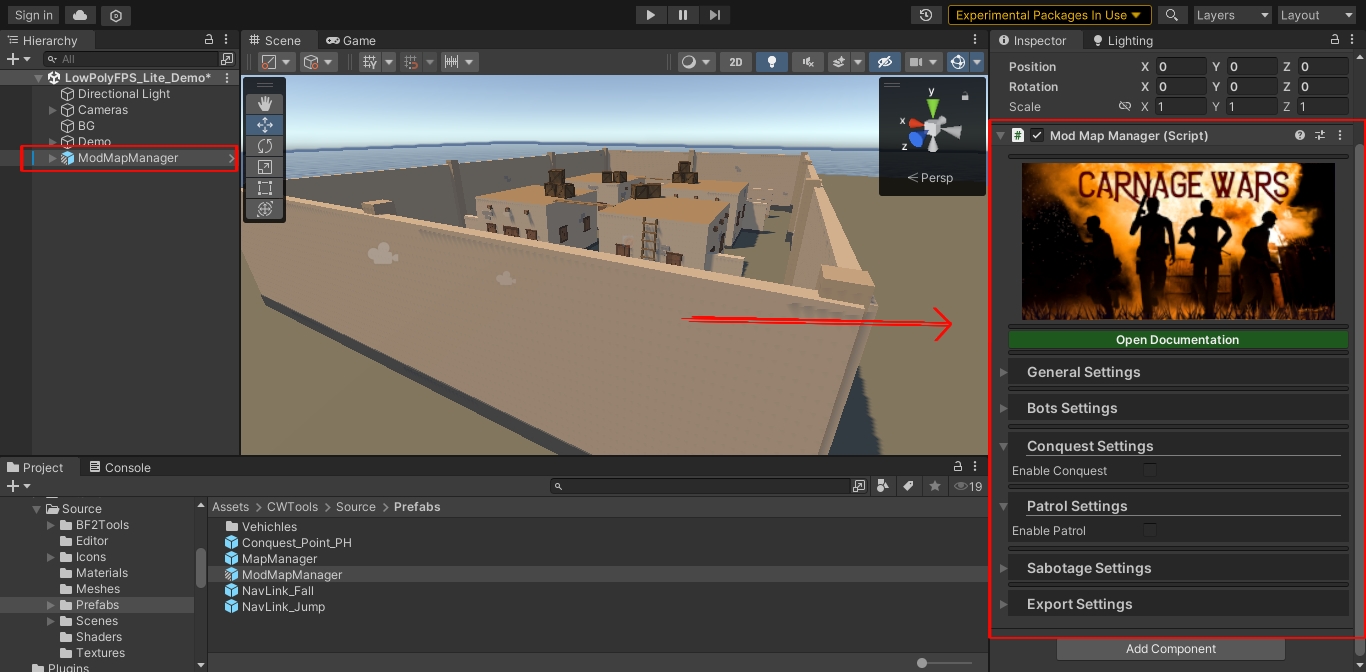 Sign in
Experimental Packages In Use
Layers
Layout
Hierarchy
All
LowPolyFPS_Lite_Demo*
Directional Light
Cameras
BG
Demo
ModMapManager
Scene
Game
2D
y
x
z
Persp
Inspector
Lighting
Position X 0 Y 0 Z 0
Rotation X 0 Y 0 Z 0
Scale X 1 Y 1 Z 1
# Mod Map Manager (Script)
CARNAGE WARS
Open Documentation
General Settings
Bots Settings
Conquest Settings
Enable Conquest
Patrol Settings
Enable Patrol
Sabotage Settings
Export Settings
Add Component
Project
Console
19
Source
BF2Tools
Editor
Icons
Materials
Meshes
Prefabs
Scenes
Shaders
Textures
Plugins
Assets > CWTools > Source > Prefabs
Vehichles
Conquest_Point_PH
MapManager
ModMapManager
NavLink_Fall
NavLink_Jump